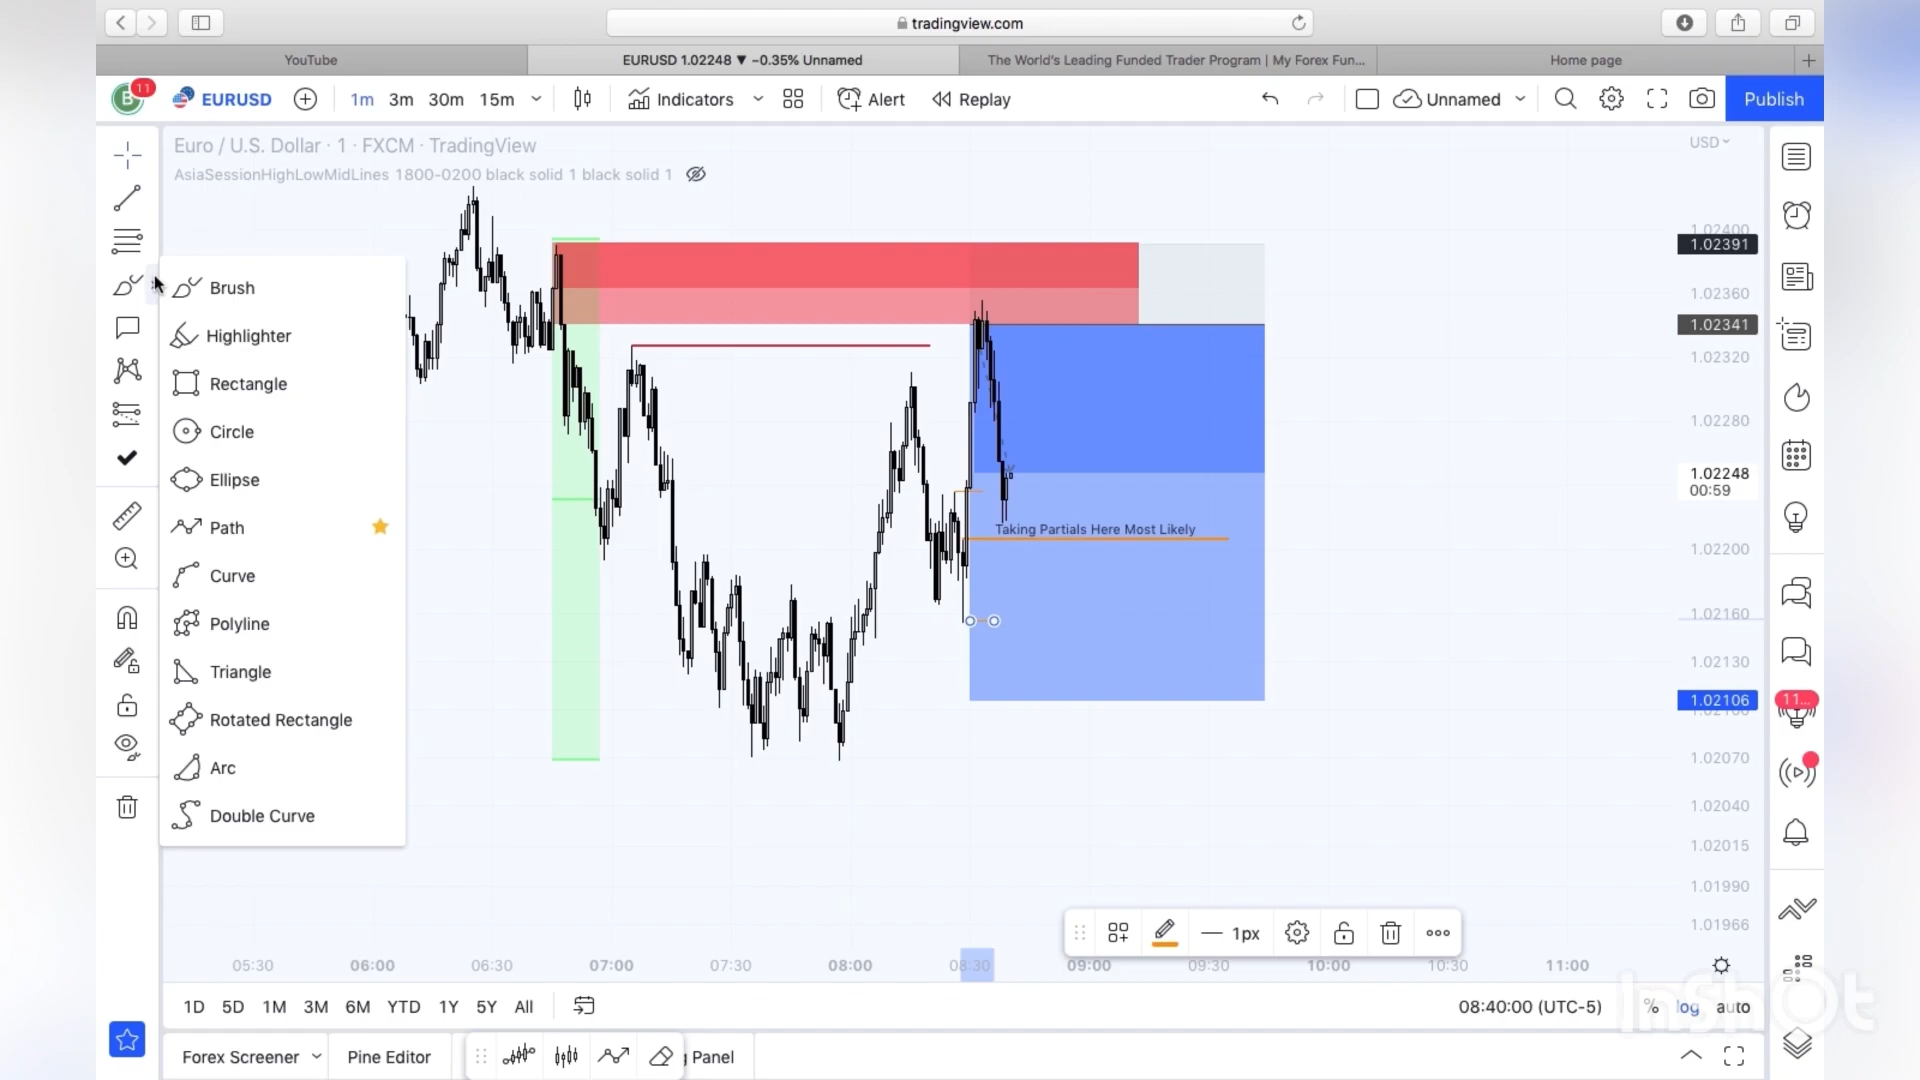 tradingview.com
YouTube
EURUSD 1.02248 ▼ −0.35% Unnamed
The World's Leading Funded Trader Program | My Forex Fun...
Home page
B
11
EURUSD
1m 3m 30m 15m
Indicators
Alert
Replay
Unnamed
Publish
Euro / U.S. Dollar · 1 · FXCM · TradingView
AsiaSessionHighLowMidLines 1800-0200 black solid 1 black solid 1
USD
1.02400
1.02391
1.02360
1.02341
1.02320
1.02280
1.02248
00:59
1.02200
1.02160
1.02130
1.02106
1.02070
1.02040
1.02015
1.01990
1.01966
Brush
Highlighter
Rectangle
Circle
Ellipse
Path
Curve
Polyline
Triangle
Rotated Rectangle
Arc
Double Curve
Taking Partials Here Most Likely
11...
1px
05:30 06:00 06:30 07:00 07:30 08:00 08:30 09:00 09:30 10:00 10:30 11:00
1D 5D 1M 3M 6M YTD 1Y 5Y All
08:40:00 (UTC-5)
% log auto
InShOt
Forex Screener
Pine Editor
Panel